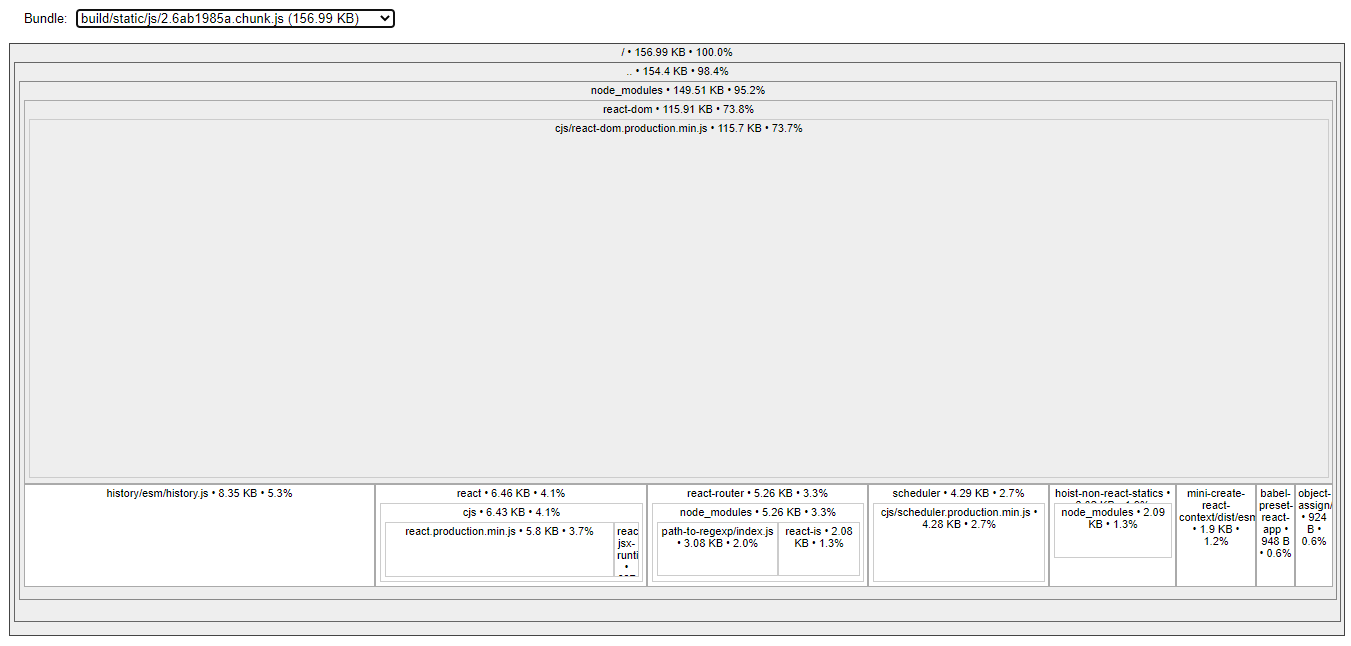 Bundle: build/static/js/2.6ab1985a.chunk.js (156.99 KB)
/ • 156.99 KB • 100.0%
.. • 154.4 KB • 98.4%
node_modules • 149.51 KB • 95.2%
react-dom • 115.91 KB • 73.8%
cjs/react-dom.production.min.js • 115.7 KB • 73.7%
history/esm/history.js • 8.35 KB • 5.3%
react • 6.46 KB • 4.1%
cjs • 6.43 KB • 4.1%
react.production.min.js • 5.8 KB • 3.7%
reac
jsx-
runti
•
react-router • 5.26 KB • 3.3%
node_modules • 5.26 KB • 3.3%
path-to-regexp/index.js
• 3.08 KB • 2.0%
react-is • 2.08
KB • 1.3%
scheduler • 4.29 KB • 2.7%
cjs/scheduler.production.min.js •
4.28 KB • 2.7%
hoist-non-react-statics •
node_modules • 2.09
KB • 1.3%
mini-create-
react-
context/dist/esm
• 1.9 KB •
1.2%
babel-
preset-
react-
app •
948 B
• 0.6%
object-
assign/
• 924
B •
0.6%